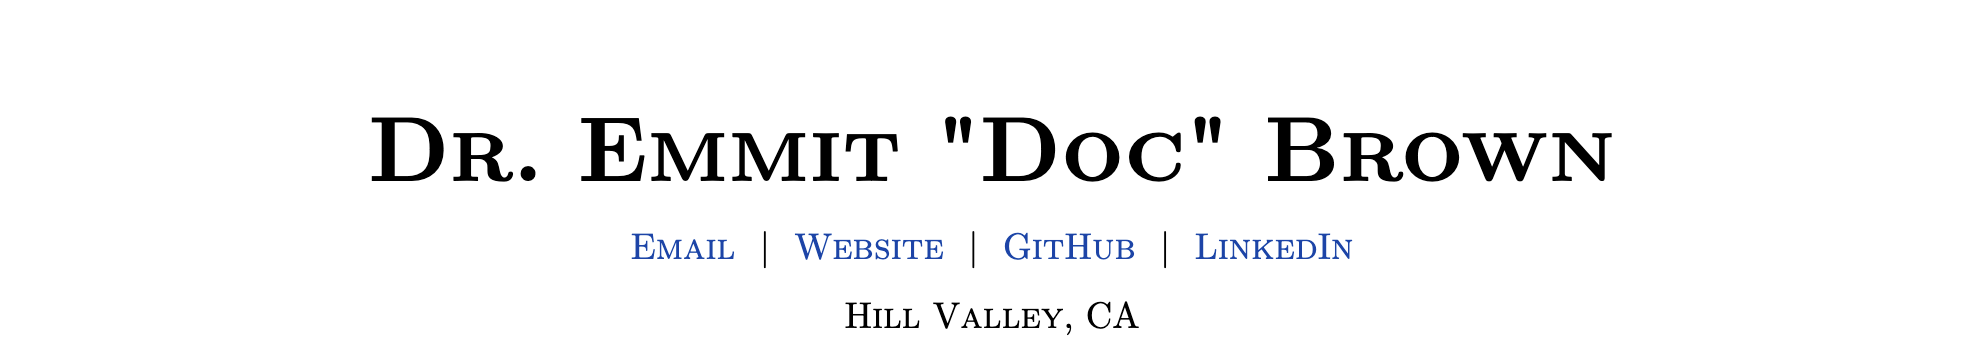 Dr. Emmit "Doc" Brown
Email | Website | GitHub | LinkedIn
Hill Valley, CA